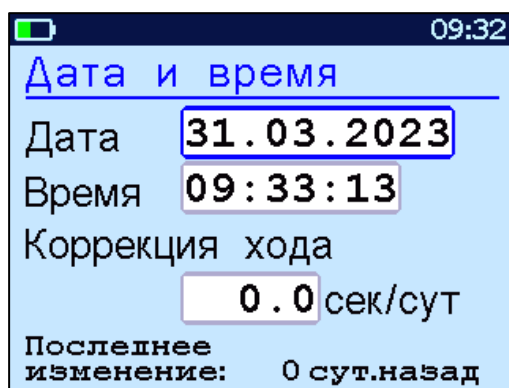 09:32
Дата и время
Дата 31.03.2023
Время 09:33:13
Коррекция хода
0.0 сек/сут
Последнее
изменение: 0 сут.назад